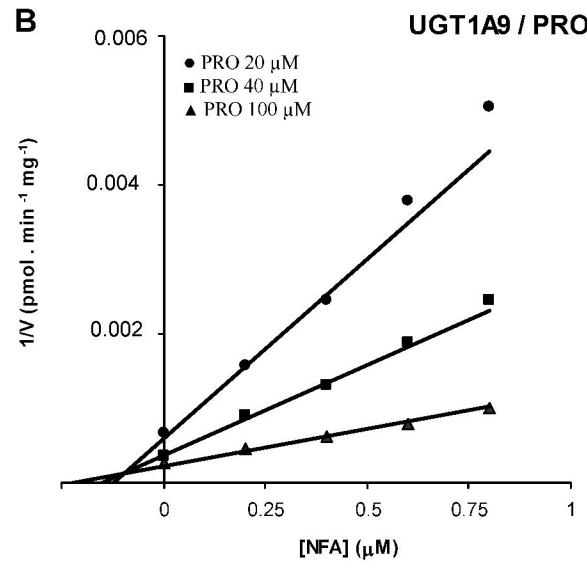 B
UGT1A9 / PRO
0.006
● PRO 20 µM
■ PRO 40 µM
▲ PRO 100 µM
1/V (pmol . min ⁻¹ mg⁻¹)
0.004
0.002
0
0.25
0.5
0.75
1
[NFA] (µM)